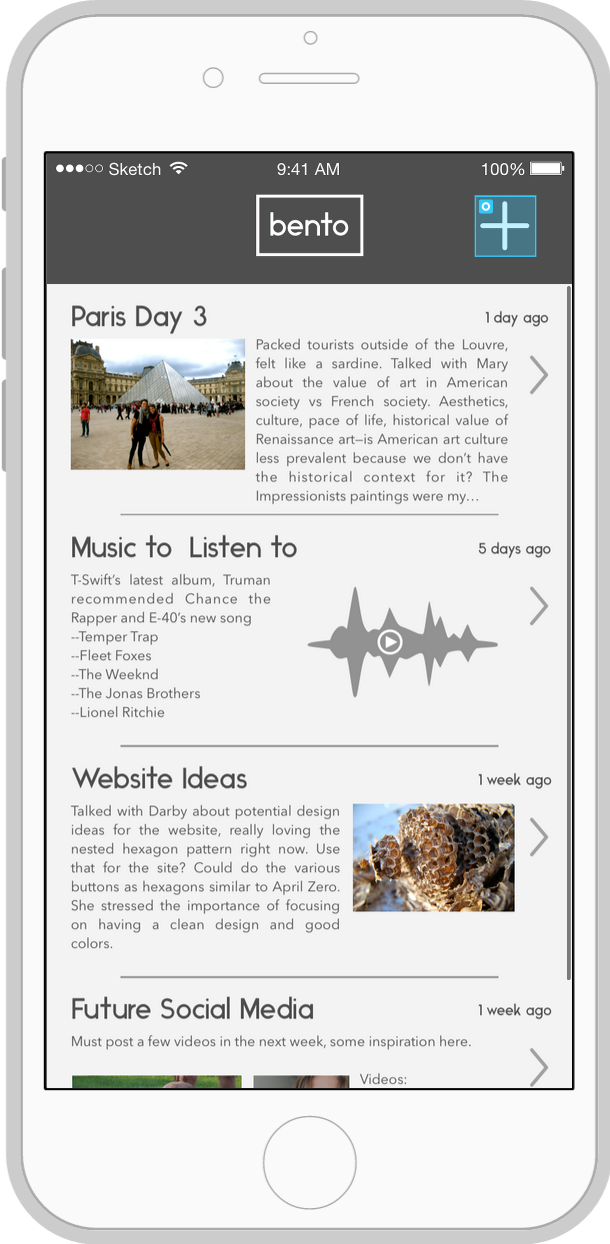 Sketch 9:41 AM 100%
bento
Paris Day 3 1 day ago
Packed tourists outside of the Louvre,
felt like a sardine. Talked with Mary
about the value of art in American
society vs French society. Aesthetics,
culture, pace of life, historical value of
Renaissance art–is American art culture
less prevalent because we don't have
the historical context for it? The
Impressionists paintings were my...
Music to Listen to 5 days ago
T-Swift's latest album, Truman
recommended Chance the
Rapper and E-40's new song
--Temper Trap
--Fleet Foxes
--The Weeknd
--The Jonas Brothers
--Lionel Ritchie
Website Ideas 1 week ago
Talked with Darby about potential design
ideas for the website, really loving the
nested hexagon pattern right now. Use
that for the site? Could do the various
buttons as hexagons similar to April Zero.
She stressed the importance of focusing
on having a clean design and good
colors.
Future Social Media 1 week ago
Must post a few videos in the next week, some inspiration here.
Videos: